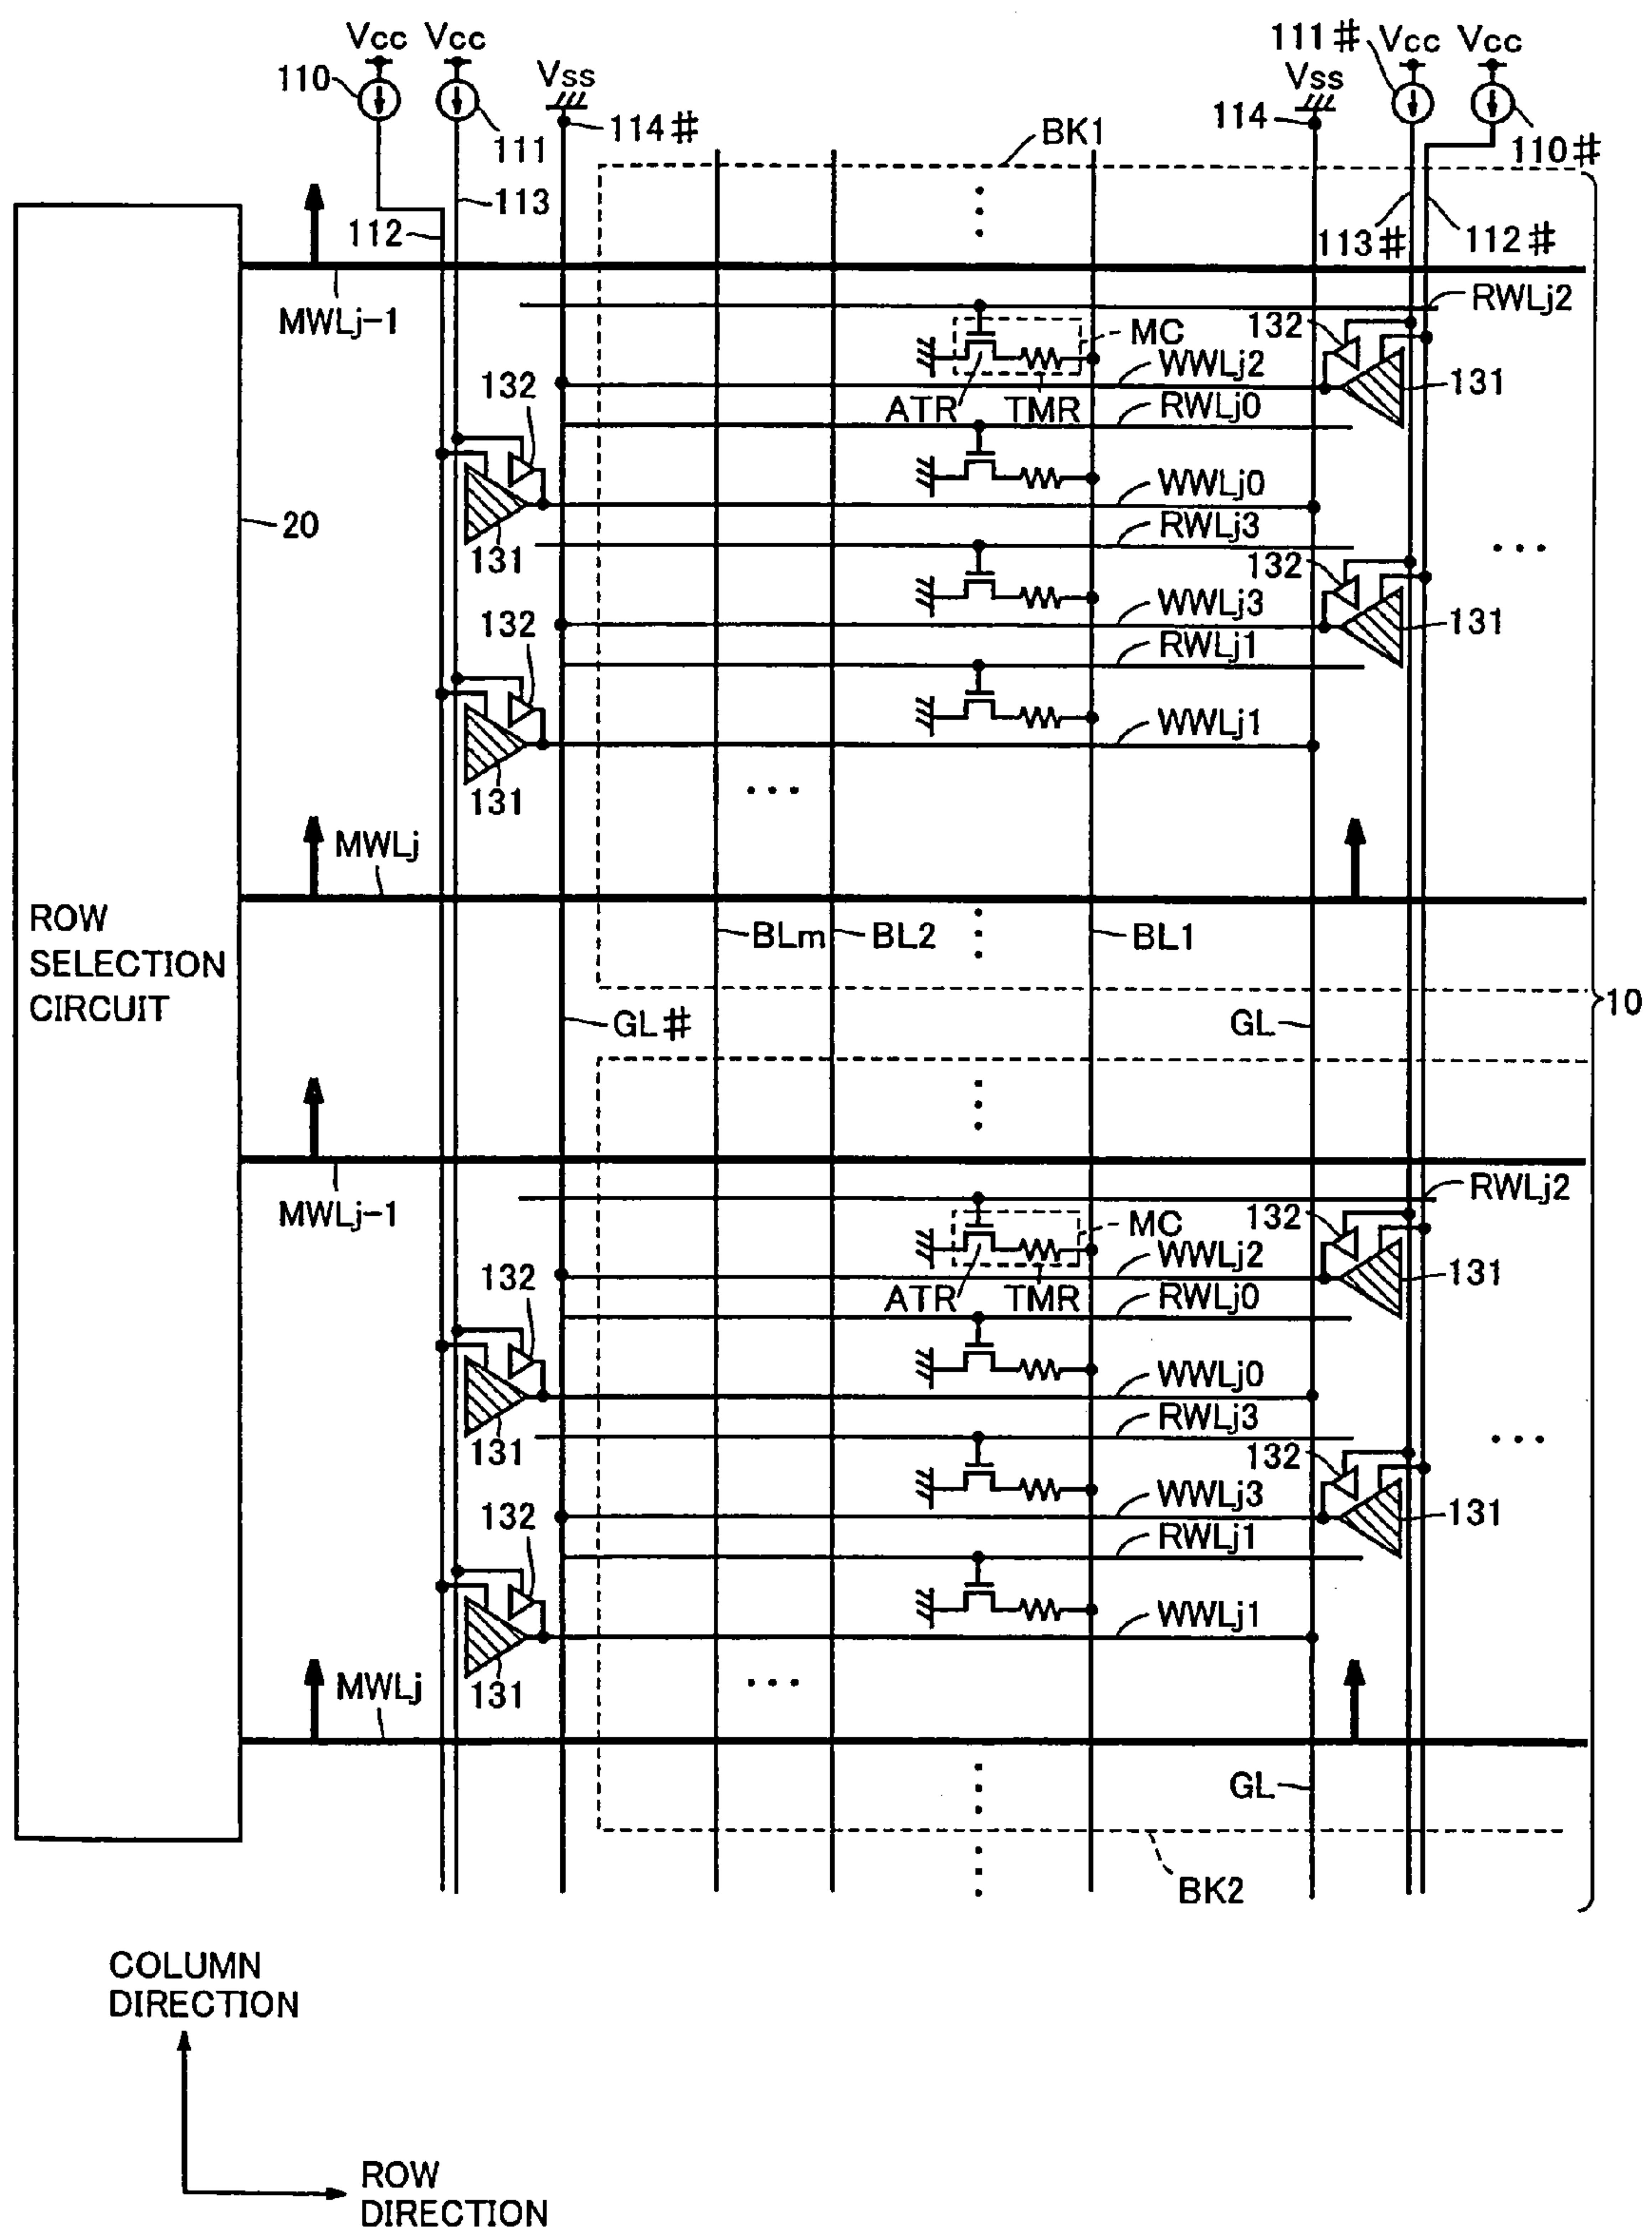 Vcc Vcc
110
111
Vss
114#
BK1
111# Vcc Vcc
Vss
114
110#
113
112
113# 112#
MWLj-1
RWLj2
132
MC
WWLj2
131
132
ATR TMR RWLj0
20
WWLj0
RWLj3
131
132
...
WWLj3
131
132
RWLj1
WWLj1
131
...
MWLj
ROW
SELECTION
CIRCUIT
BLm BL2 BL1
10
GL# GL
MWLj-1
RWLj2
132
MC
WWLj2
131
132
ATR TMR RWLj0
WWLj0
RWLj3
131
132
...
WWLj3
131
132
RWLj1
WWLj1
131
...
MWLj
GL
BK2
COLUMN
DIRECTION
ROW
DIRECTION